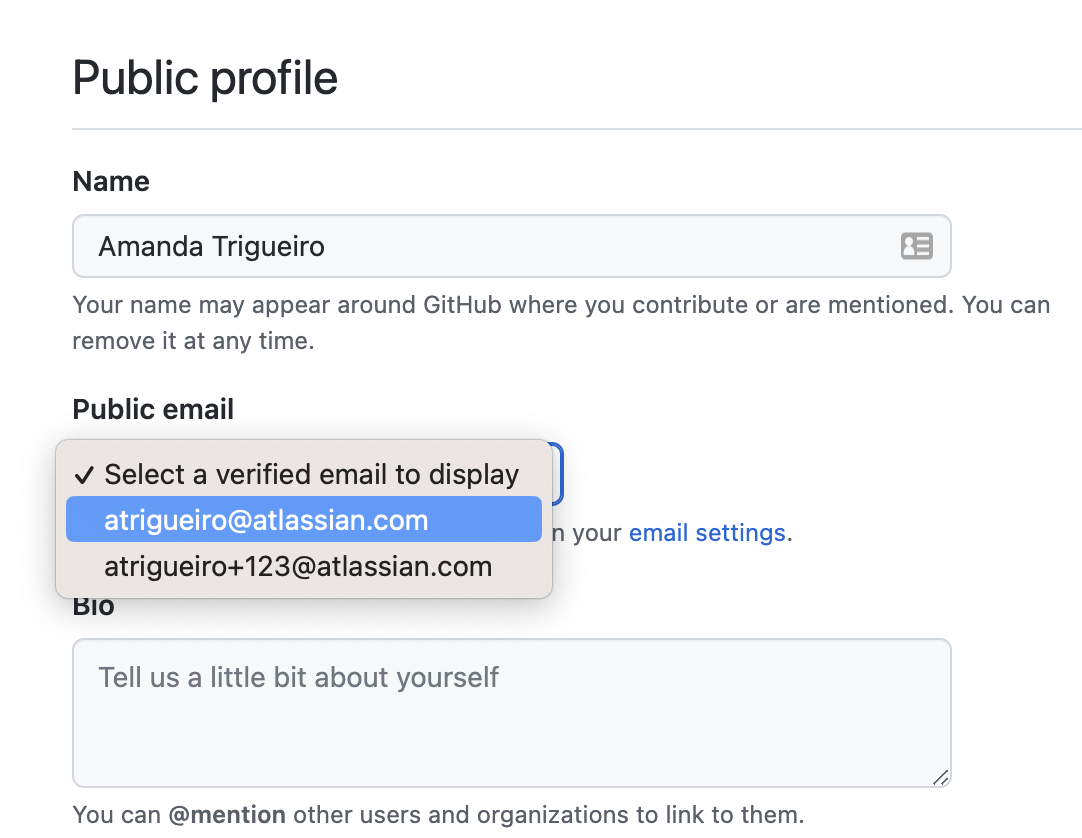 Public profile
Name
Amanda Trigueiro
Your name may appear around GitHub where you contribute or are mentioned. You can
remove it at any time.
Public email
✓ Select a verified email to display
atrigueiro@atlassian.com
n your email settings.
atrigueiro+123@atlassian.com
Bio
Tell us a little bit about yourself
You can @mention other users and organizations to link to them.